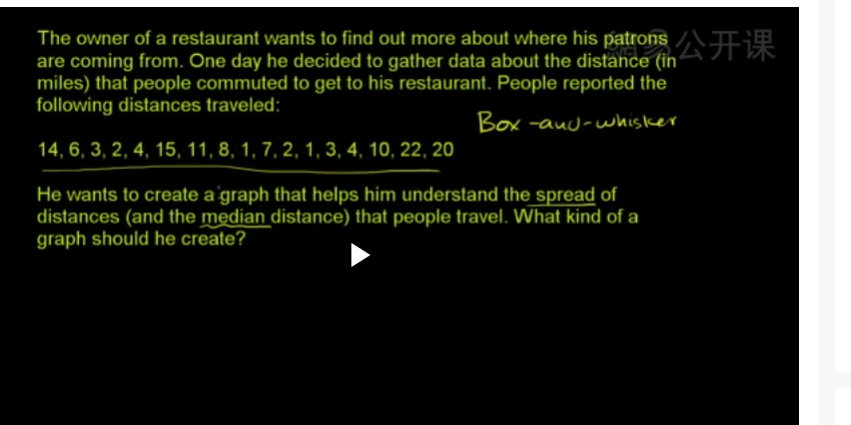 The owner of a restaurant wants to find out more about where his patrons
are coming from. One day he decided to gather data about the distance (in
miles) that people commuted to get to his restaurant. People reported the
following distances traveled:
Box-and-whisker
14, 6, 3, 2, 4, 15, 11, 8, 1, 7, 2, 1, 3, 4, 10, 22, 20
He wants to create a graph that helps him understand the spread of
distances (and the median distance) that people travel. What kind of a
graph should he create?
網易公开课